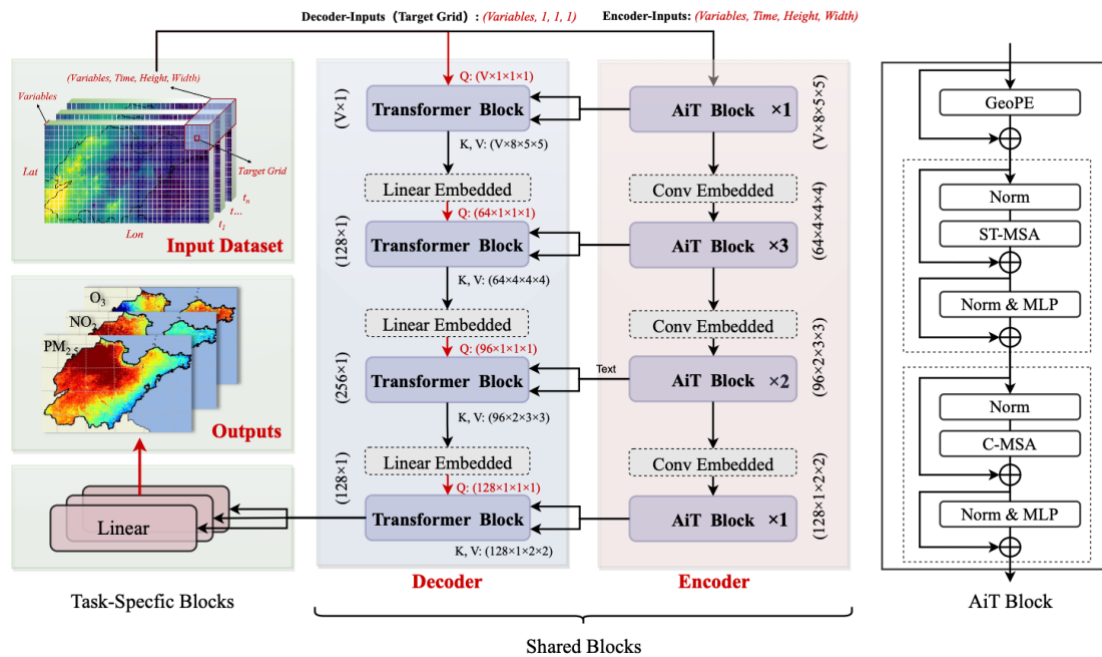 Decoder-Inputs (Target Grid) : (Variables, 1, 1, 1)
Encoder-Inputs: (Variables, Time, Height, Width)
(Variables, Time, Height, Width)
Variables
Lat
Target Grid
t_n
t...
t_1
Lon
Input Dataset
O_3
NO_2
PM_2.5
Outputs
Linear
Task-Specfic Blocks
Q: (V×1×1×1)
(V×1)
Transformer Block
K, V: (V×8×5×5)
Linear Embedded
Q: (64×1×1×1)
(128×1)
Transformer Block
K, V: (64×4×4×4)
Linear Embedded
Q: (96×1×1×1)
(256×1)
Transformer Block
K, V: (96×2×3×3)
Linear Embedded
Q: (128×1×1×1)
(128×1)
Transformer Block
K, V: (128×1×2×2)
Decoder
AiT Block ×1
(V×8×5×5)
Conv Embedded
AiT Block ×3
(64×4×4×4)
Conv Embedded
Text
AiT Block ×2
(96×2×3×3)
Conv Embedded
AiT Block ×1
(128×1×2×2)
Encoder
Shared Blocks
GeoPE
Norm
ST-MSA
Norm & MLP
Norm
C-MSA
Norm & MLP
AiT Block